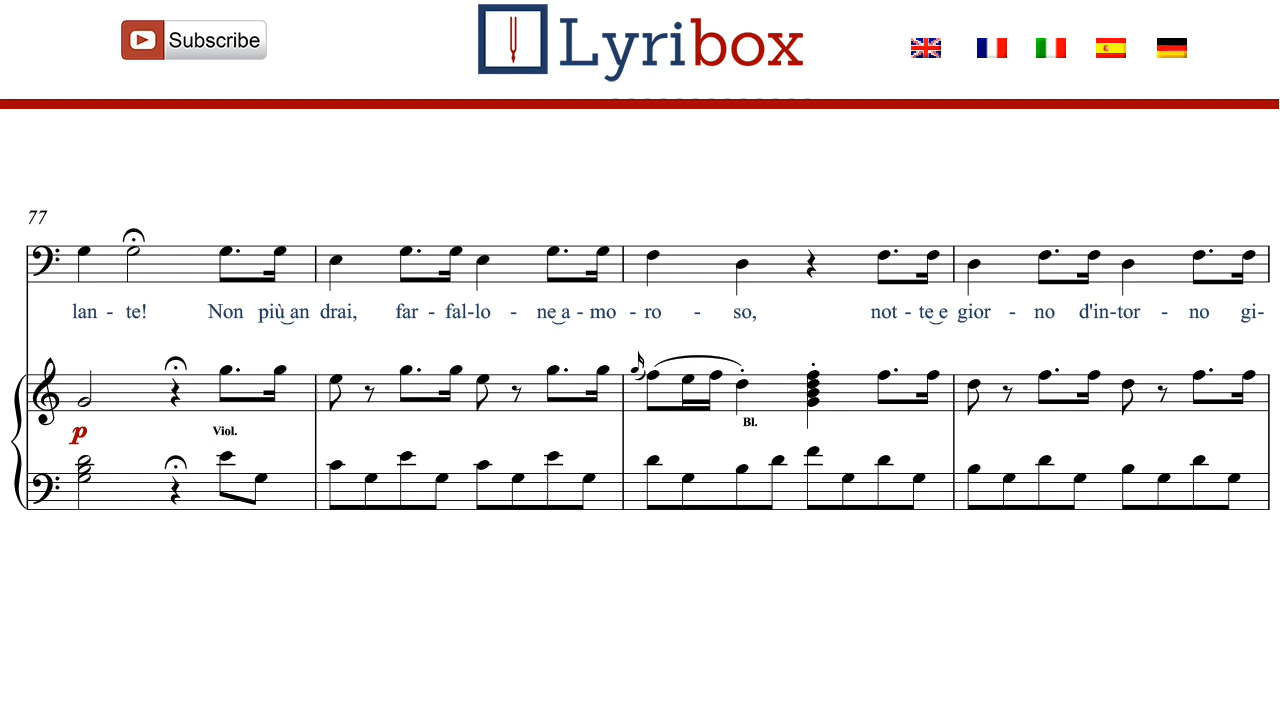 Subscribe
Lyribox
77
lan - te! Non più an drai, far - fal-lo - ne a - mo - ro - so, not - te e gior - no d'in-tor - no gi-
p
Viol.
Bl.